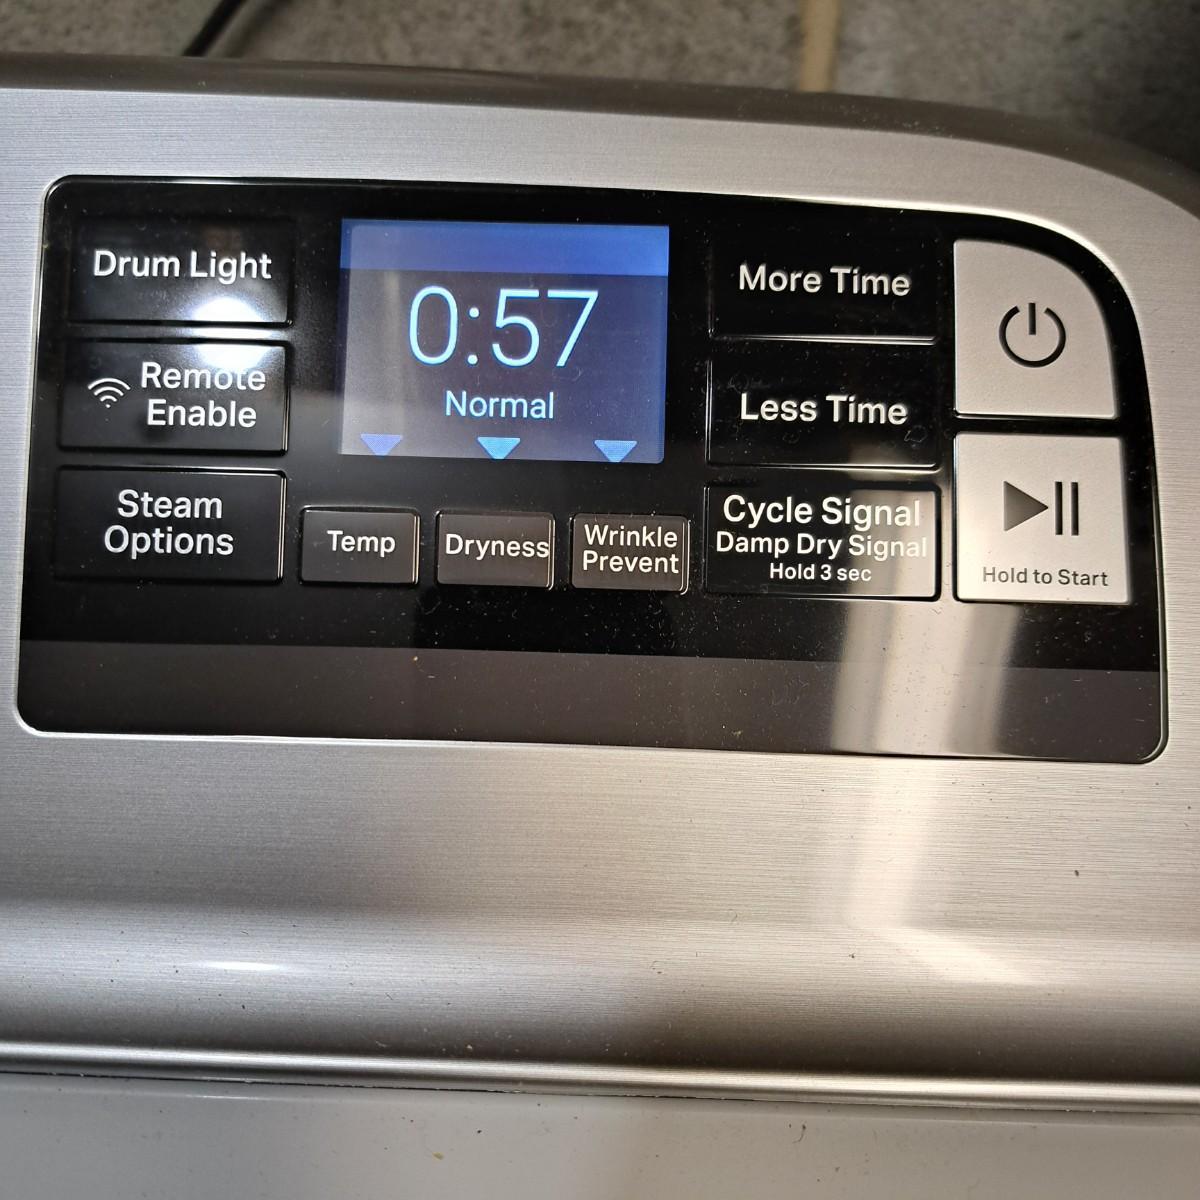 Drum Light
Remote
Enable
Steam
Options
0:57
Normal
Temp
Dryness
Wrinkle
Prevent
More Time
Less Time
Cycle Signal
Damp Dry Signal
Hold 3 sec
Hold to Start